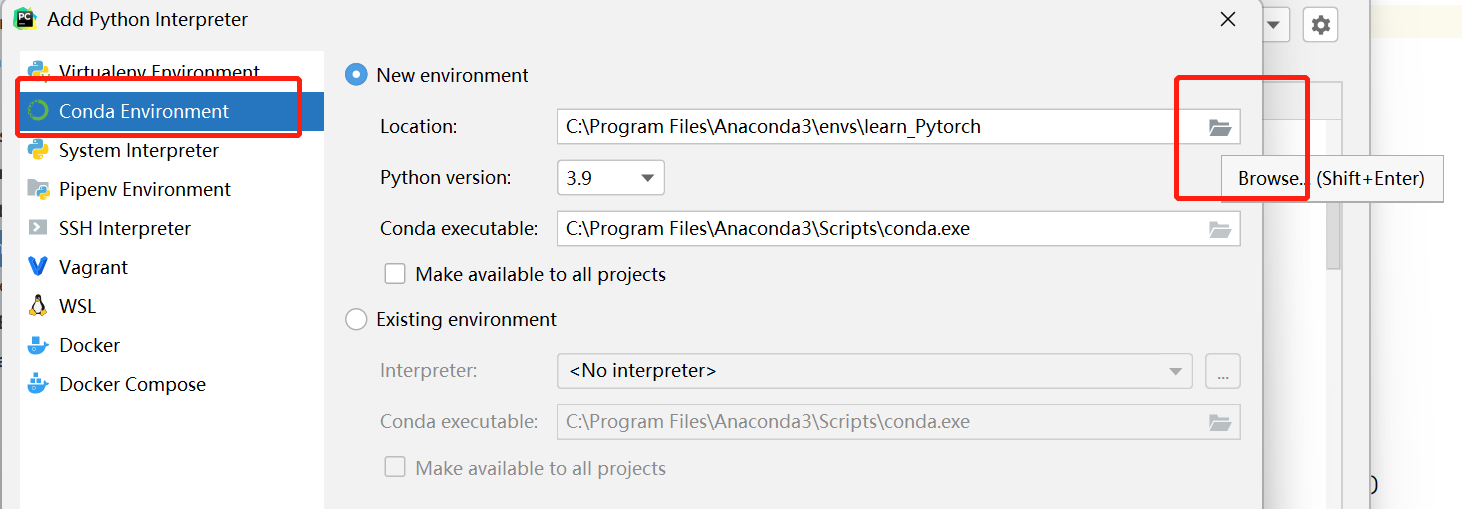 PC
Add Python Interpreter
Virtualenv Environment
Conda Environment
System Interpreter
Pipenv Environment
SSH Interpreter
Vagrant
WSL
Docker
Docker Compose
New environment
Location: C:\Program Files\Anaconda3\envs\learn_Pytorch
Browse... (Shift+Enter)
Python version: 3.9
Conda executable: C:\Program Files\Anaconda3\Scripts\conda.exe
Make available to all projects
Existing environment
Interpreter: <No interpreter> ...
Conda executable: C:\Program Files\Anaconda3\Scripts\conda.exe
Make available to all projects